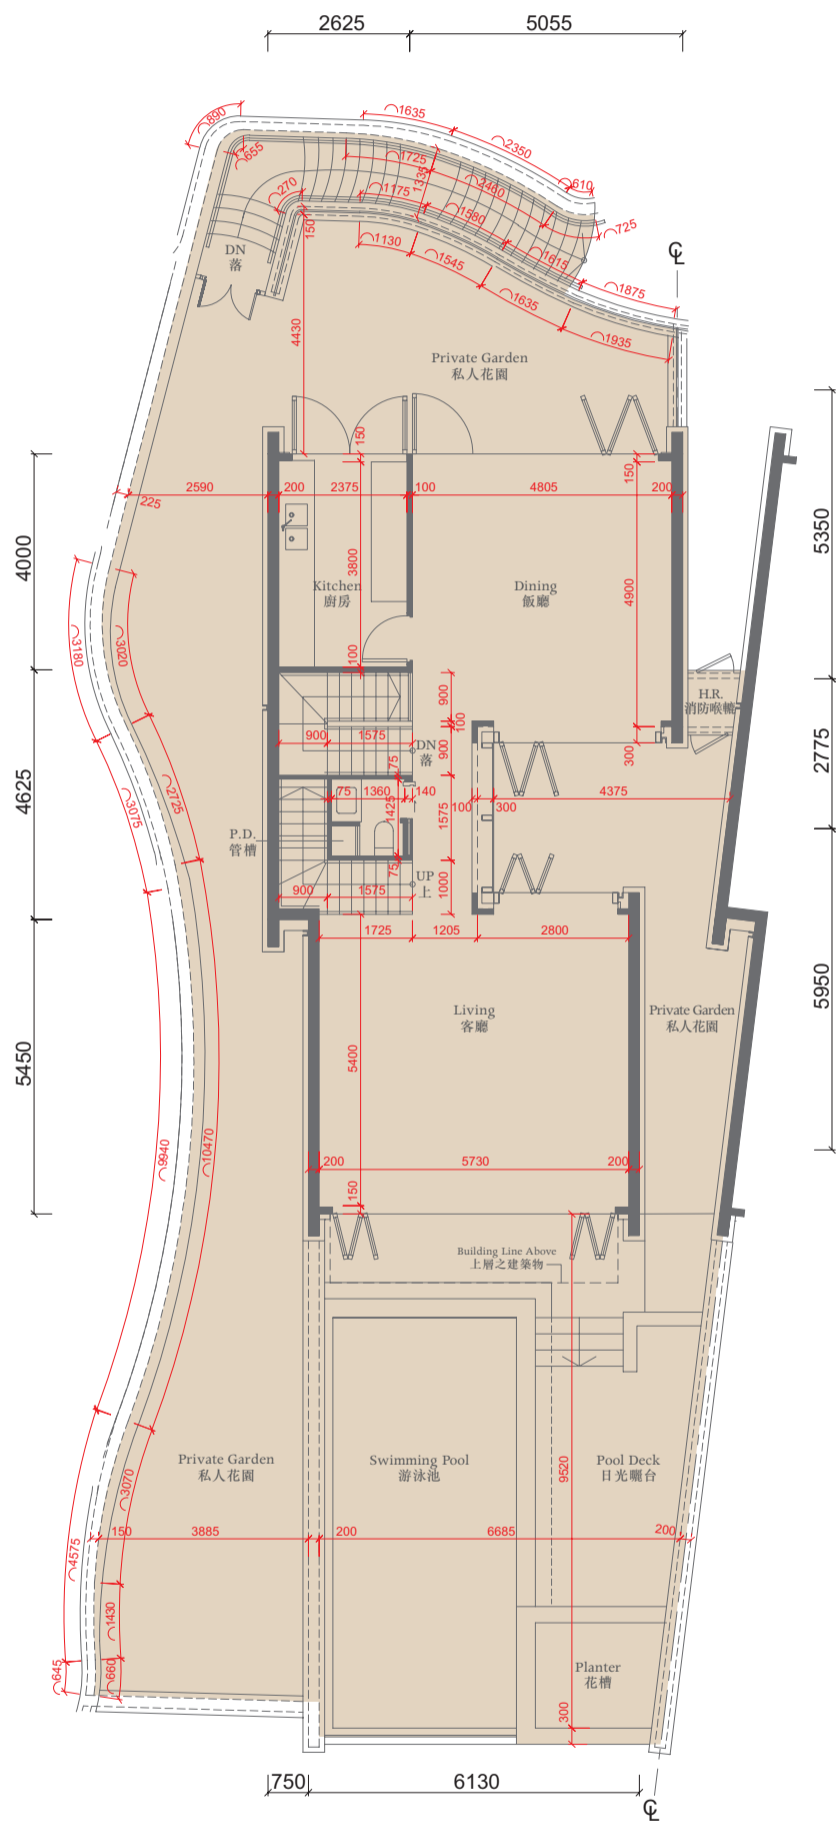 2625
5055
890
1635
2350
655
1725
610
1335
2460
270
1175
725
1580
150
DN
落
1130
1545
1615
1875
℄
1635
4430
1935
Private Garden
私人花園
150
150
2590
200
2375
100
4805
200
225
4000
5350
3800
4900
Kitchen
廚房
Dining
飯廳
3180
3020
100
900
H.R.
消防喉轆
100
900
1575
900
DN
落
300
2775
75
4625
3075
2725
75
1360
140
1425
100
300
4375
1575
P.D.
管槽
75
UP
上
1000
900
1575
1725
1205
2800
5950
Living
客廳
Private Garden
私人花園
5450
5400
9940
10470
200
5730
200
150
Building Line Above
上層之建築物
Private Garden
私人花園
Swimming Pool
游泳池
Pool Deck
日光曬台
9520
3070
150
3885
200
6685
200
4575
1430
645
660
Planter
花槽
300
750
6130
℄